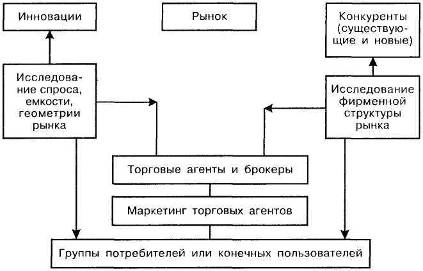 Инновации
Рынок
Конкуренты
(существую-
щие и новые)
Исследова-
ние спроса,
емкости,
геометрии
рынка
Исследование
фирменной
структуры
рынка
Торговые агенты и брокеры
Маркетинг торговых агентов
Группы потребителей или конечных пользователей